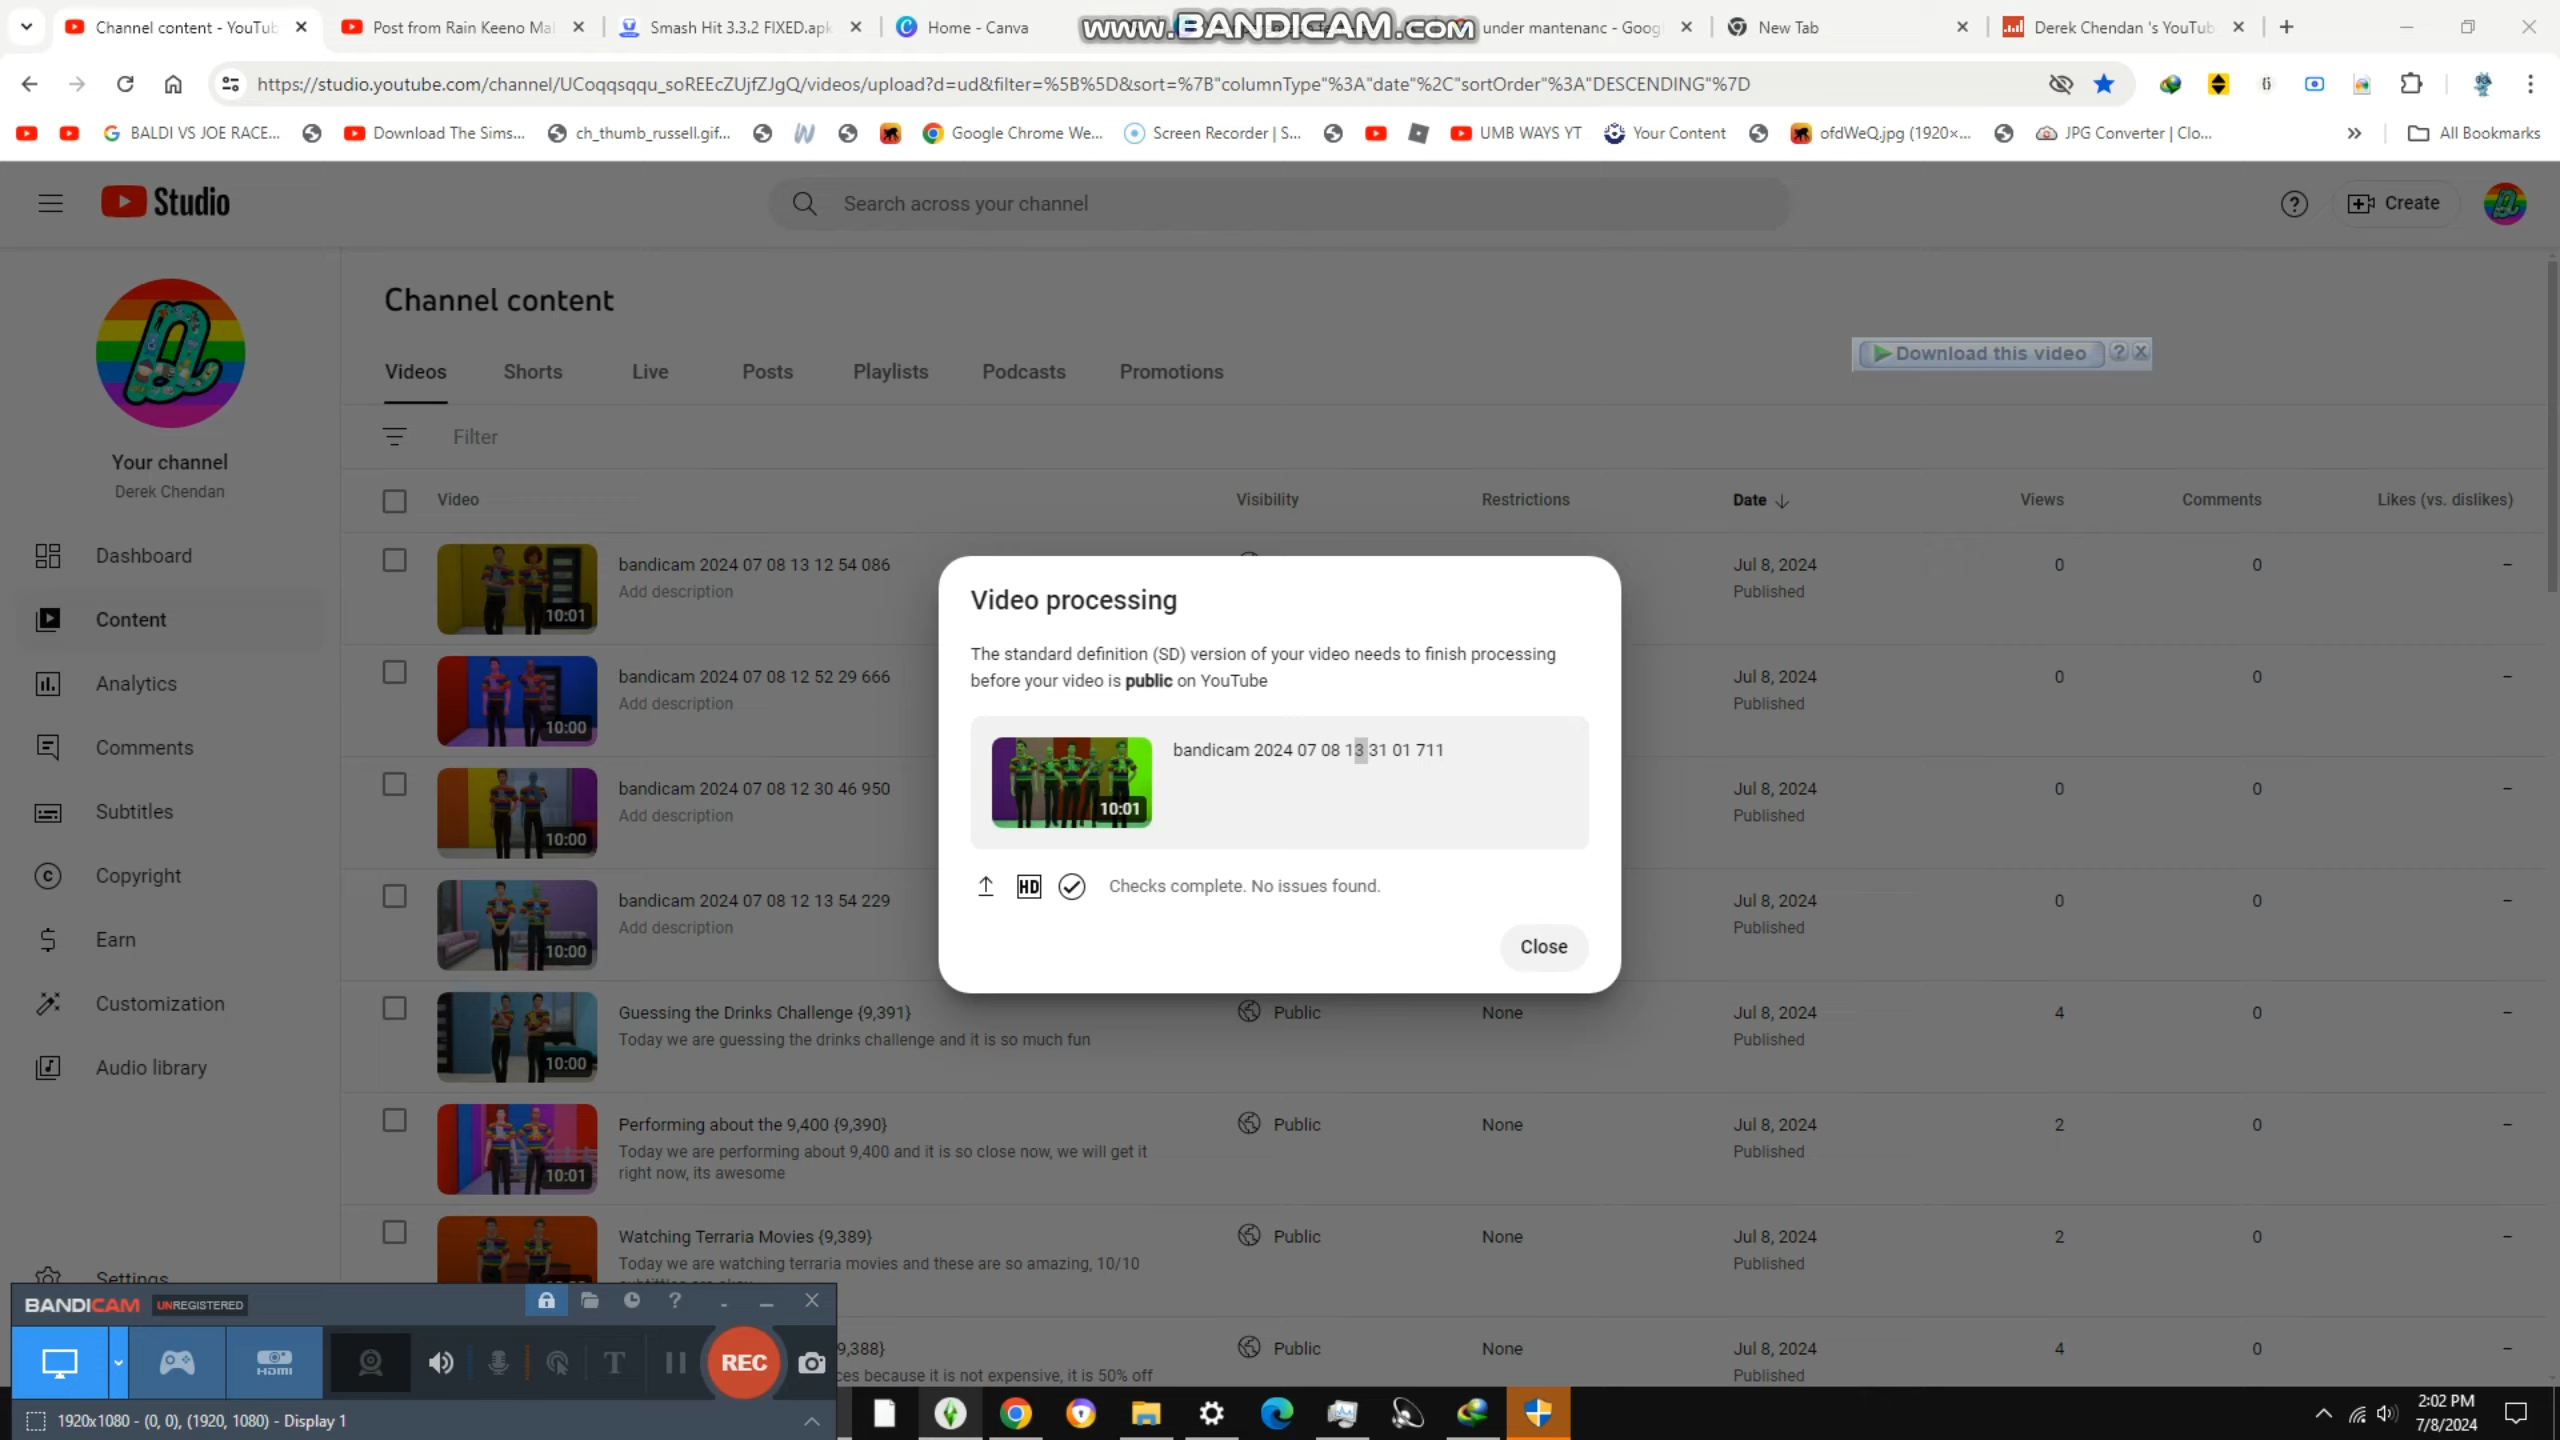 Channel content - YouTub
Post from Rain Keeno Mal
Smash Hit 3.3.2 FIXED.apk
Home - Canva
www.BANDICAM.com
under mantenanc - Goog
New Tab
Derek Chendan 's YouTub
https://studio.youtube.com/channel/UCoqqsqqu_soREEcZUjfZJgQ/videos/upload?d=ud&filter=%5B%5D&sort=%7B"columnType"%3A"date"%2C"sortOrder"%3A"DESCENDING"%7D
BALDI VS JOE RACE...
Download The Sims...
ch_thumb_russell.gif...
Google Chrome We...
Screen Recorder | S...
UMB WAYS YT
Your Content
ofdWeQ.jpg (1920×...
JPG Converter | Clo...
All Bookmarks
Studio
Search across your channel
Create
Channel content
Videos
Shorts
Live
Posts
Playlists
Podcasts
Promotions
Download this video
Filter
Your channel
Derek Chendan
Dashboard
Content
Analytics
Comments
Subtitles
Copyright
Earn
Customization
Audio library
Settings
Video
Visibility
Restrictions
Date
Views
Comments
Likes (vs. dislikes)
10:01
bandicam 2024 07 08 13 12 54 086
Add description
Jul 8, 2024
Published
0
0
–
10:00
bandicam 2024 07 08 12 52 29 666
Add description
Jul 8, 2024
Published
0
0
–
10:00
bandicam 2024 07 08 12 30 46 950
Add description
Jul 8, 2024
Published
0
0
–
10:00
bandicam 2024 07 08 12 13 54 229
Add description
Jul 8, 2024
Published
0
0
–
Video processing
The standard definition (SD) version of your video needs to finish processing
before your video is public on YouTube
10:01
bandicam 2024 07 08 13 31 01 711
HD
Checks complete. No issues found.
Close
10:00
Guessing the Drinks Challenge {9,391}
Today we are guessing the drinks challenge and it is so much fun
Public
None
Jul 8, 2024
Published
4
0
–
10:01
Performing about the 9,400 {9,390}
Today we are performing about 9,400 and it is so close now, we will get it
right now, its awesome
Public
None
Jul 8, 2024
Published
2
0
–
Watching Terraria Movies {9,389}
Today we are watching terraria movies and these are so amazing, 10/10
Public
None
Jul 8, 2024
Published
2
0
–
9,388}
ces because it is not expensive, it is 50% off
Public
None
Jul 8, 2024
Published
4
0
–
BANDICAM
UNREGISTERED
HDMI
T
REC
1920x1080 - (0, 0), (1920, 1080) - Display 1
2:02 PM
7/8/2024